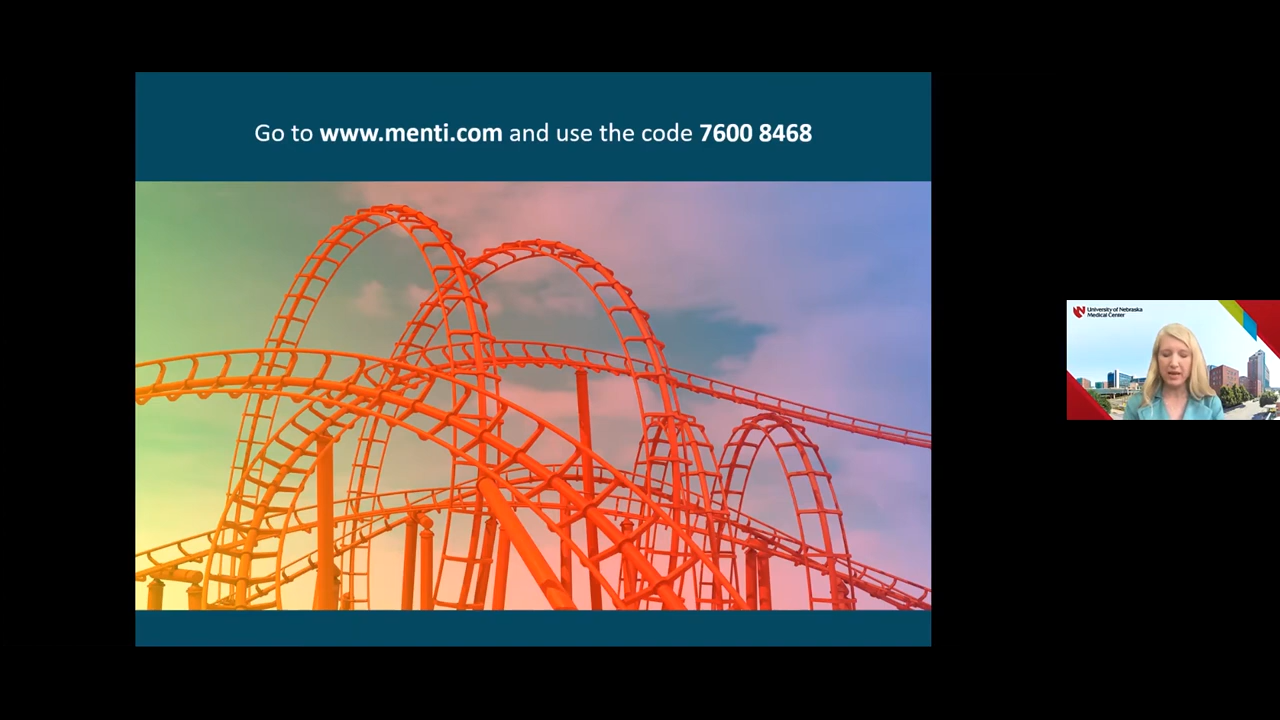 Go to www.menti.com and use the code 7600 8468
University of Nebraska
Medical Center